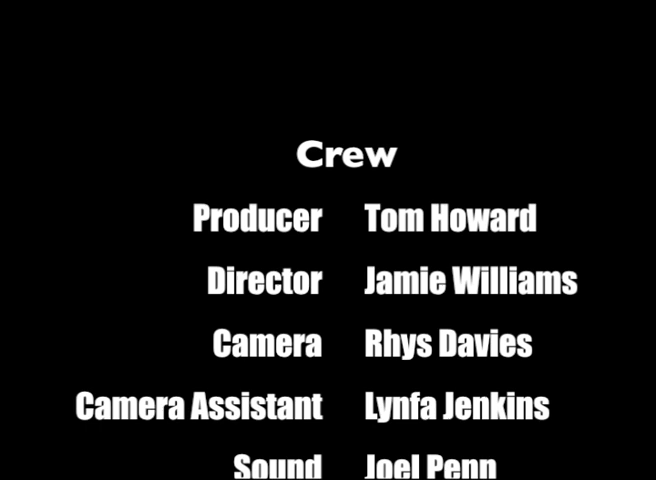 Crew
Producer Tom Howard
Director Jamie Williams
Camera Rhys Davies
Camera Assistant Lynfa Jenkins
Sound Joel Penn